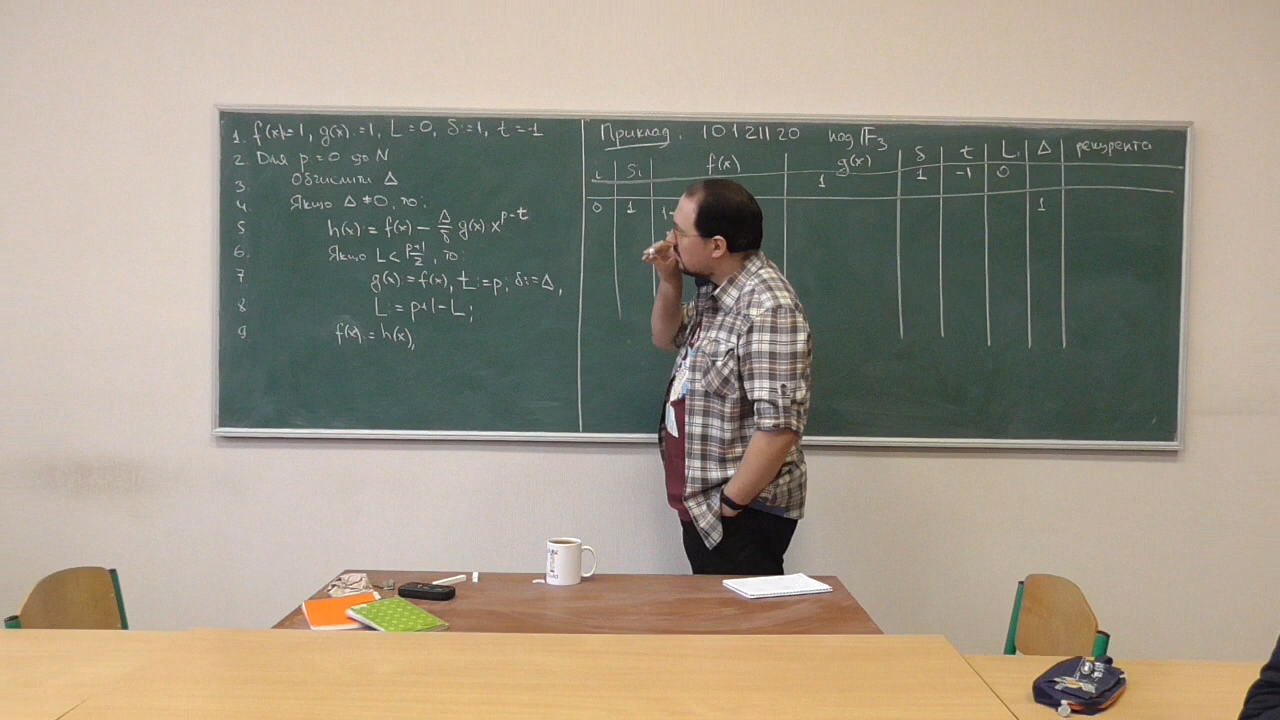 1. f(x)=1, g(x):=1, L:=0, δ:=1, t:=-1
2. Для p=0 до N
3. Обчислити Δ
4. Якщо Δ≠0, то:
5 h(x):=f(x) - Δ/δ g(x)·x^(p-t)
6. Якщо L < (p+1)/2, то:
7 g(x):=f(x), t:=p; δ:=Δ,
8 L:=p+1-L;
9 f(x):=h(x),
Приклад. 10121120 над F₃
i Si f(x) g(x) δ t L Δ рекурента
1 1 -1 0
0 1 1- 1